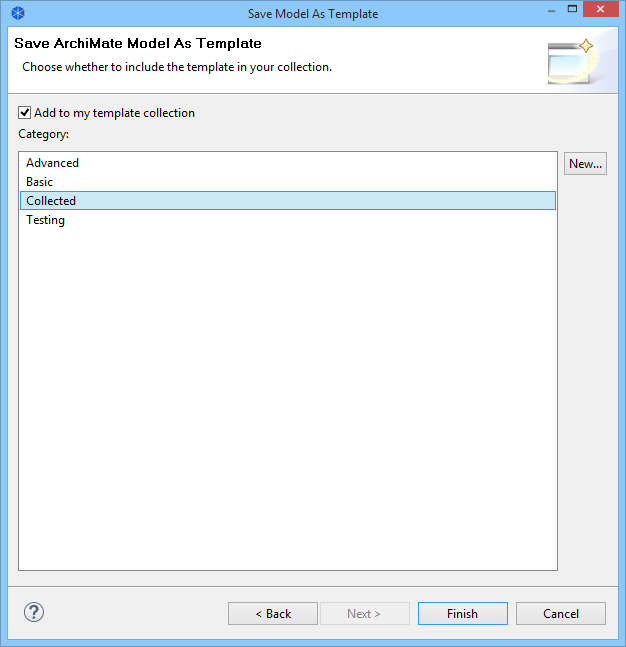 Save Model As Template
Save ArchiMate Model As Template
Choose whether to include the template in your collection.
Add to my template collection
Category:
Advanced
New...
Basic
Collected
Testing
?
< Back
Next >
Finish
Cancel